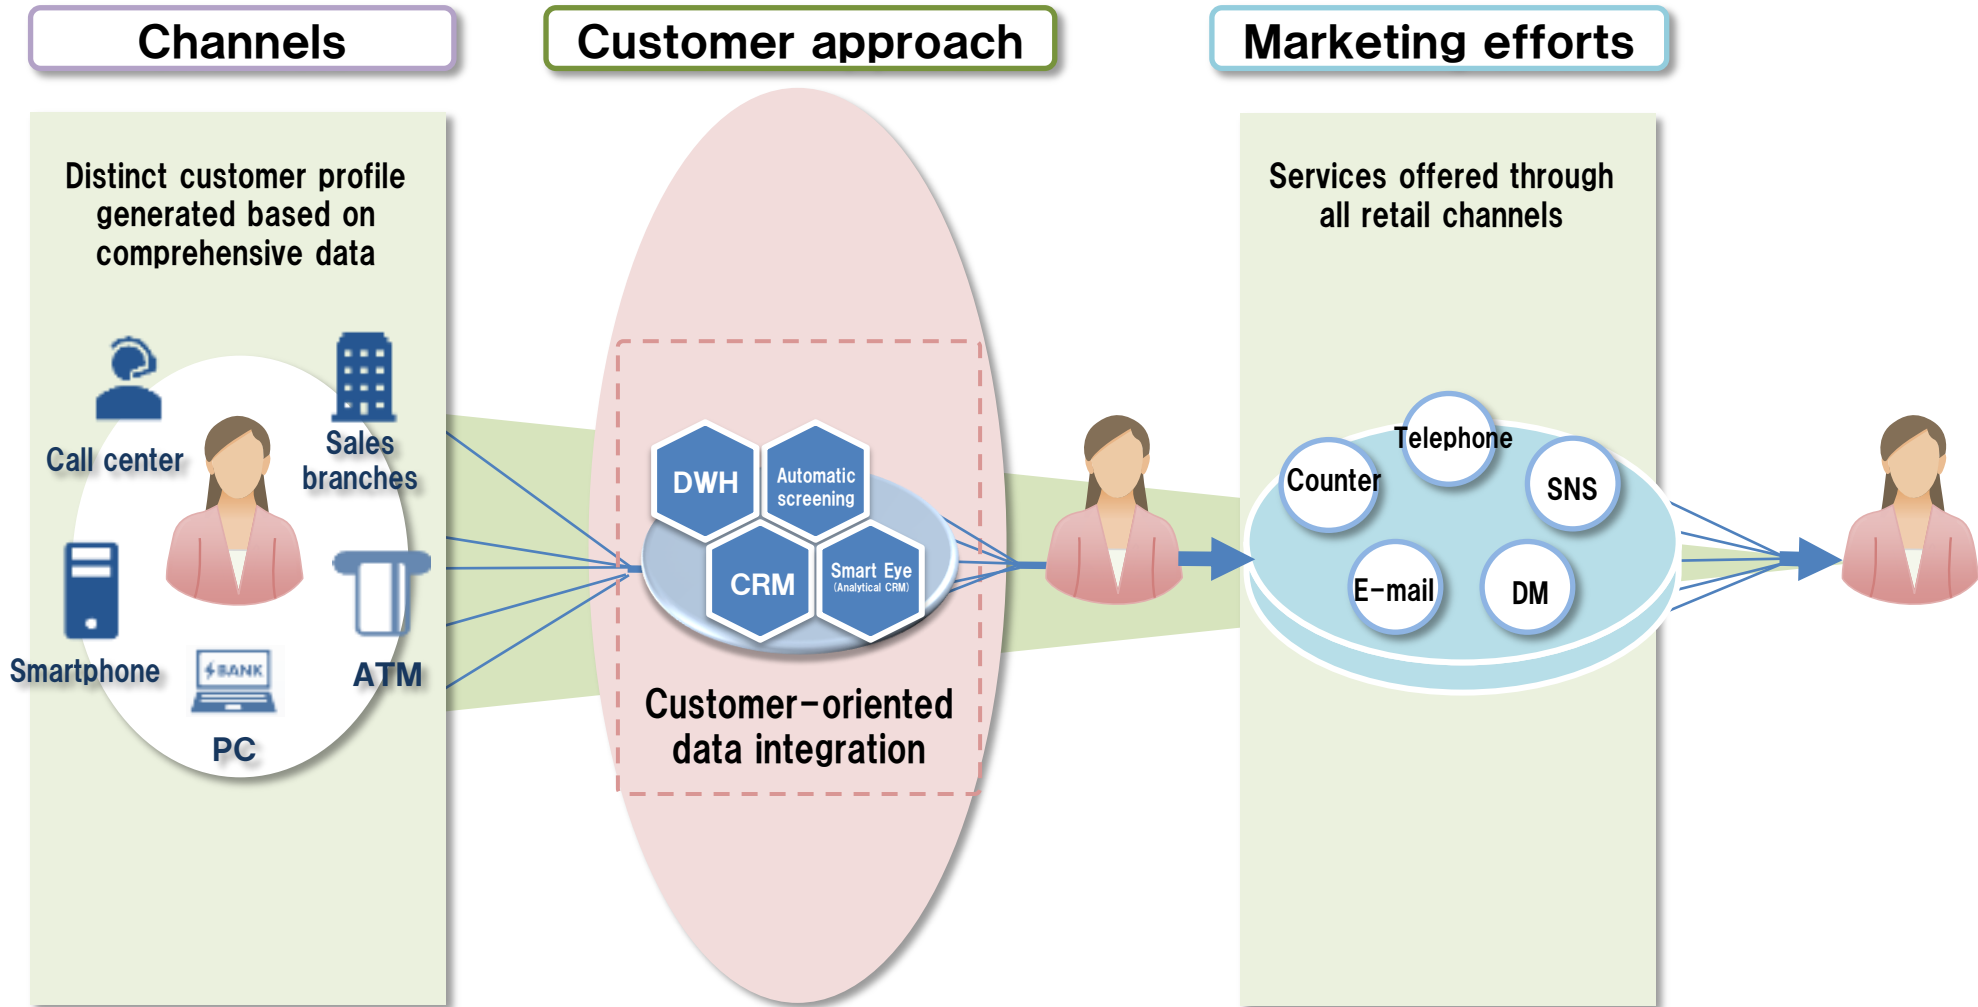 Channels
Customer approach
Marketing efforts
Distinct customer profile
generated based on
comprehensive data
Call center
Sales
branches
Smartphone
BANK
PC
ATM
DWH
Automatic
screening
CRM
Smart Eye
(Analytical CRM)
Customer-oriented
data integration
Services offered through
all retail channels
Telephone
Counter
SNS
E-mail
DM